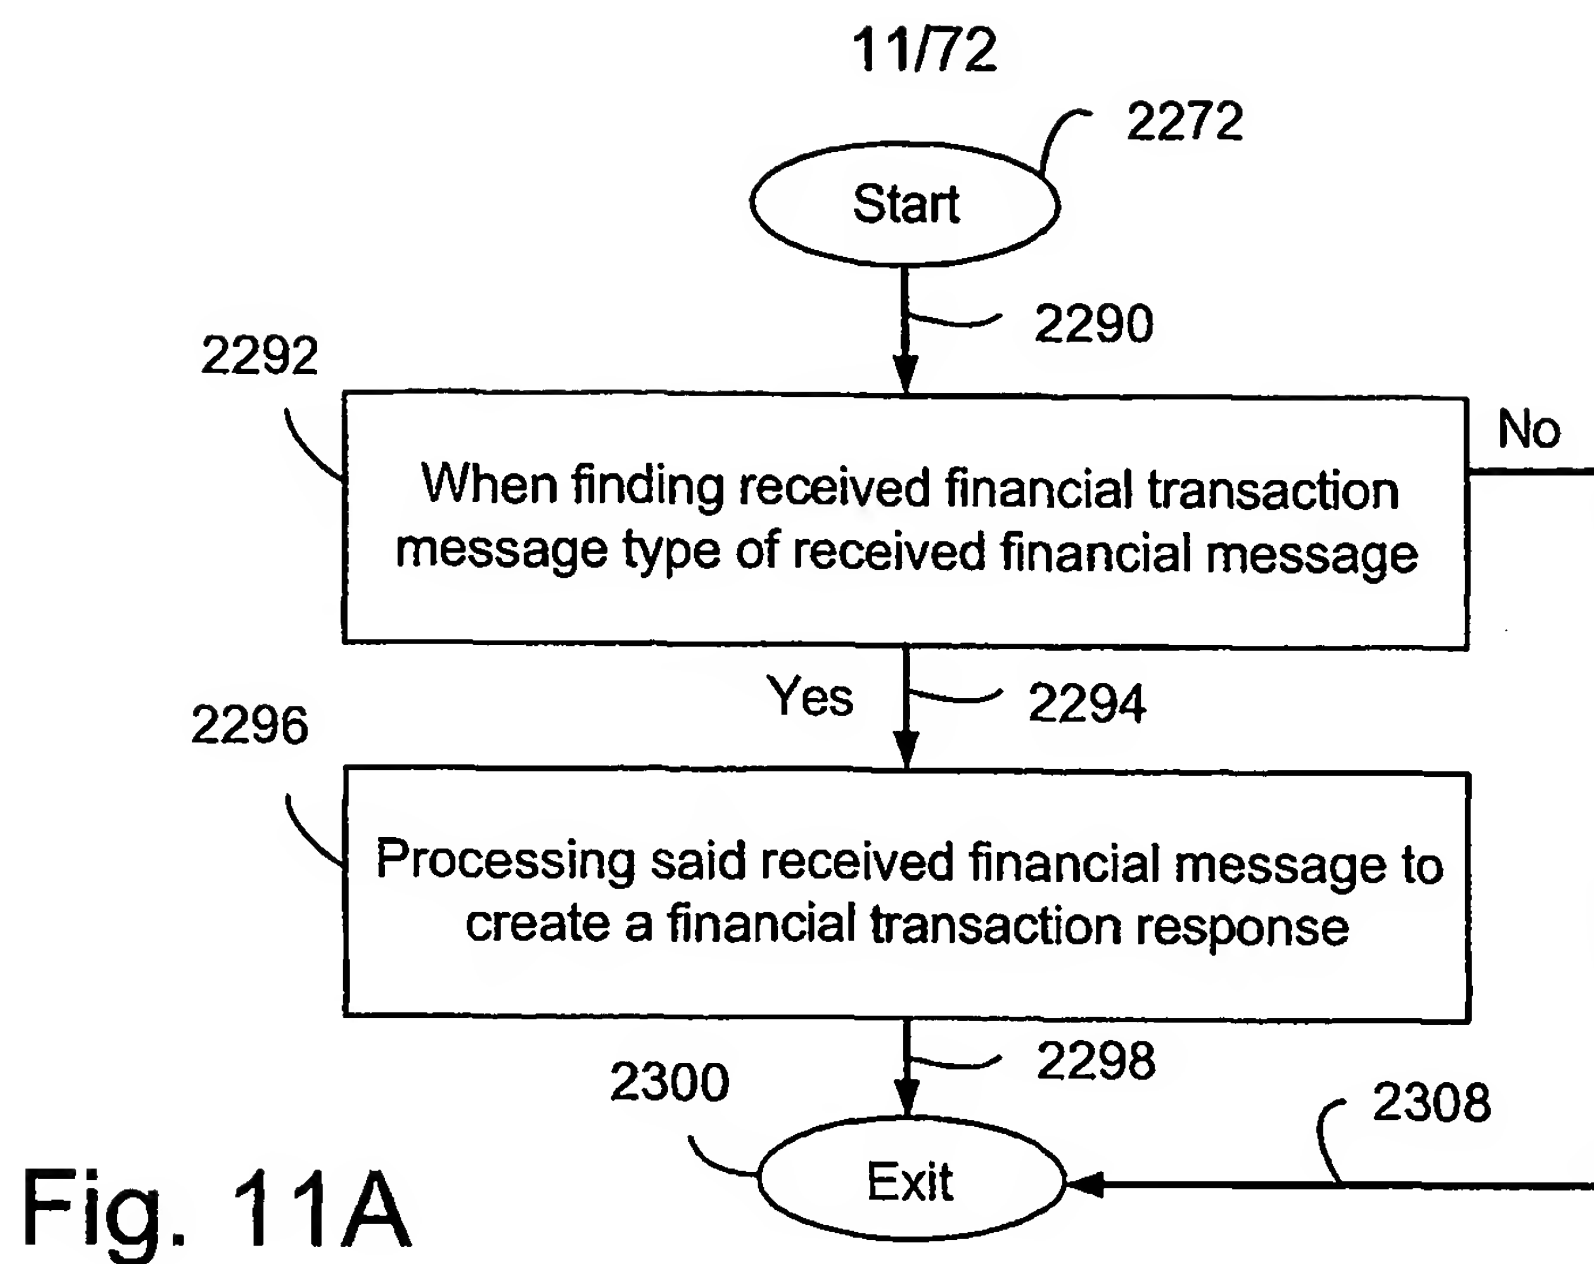 11/72
2272
Start
2290
2292
No
When finding received financial transaction
message type of received financial message
Yes
2294
2296
Processing said received financial message to
create a financial transaction response
2298
2300
2308
Exit
Fig. 11A